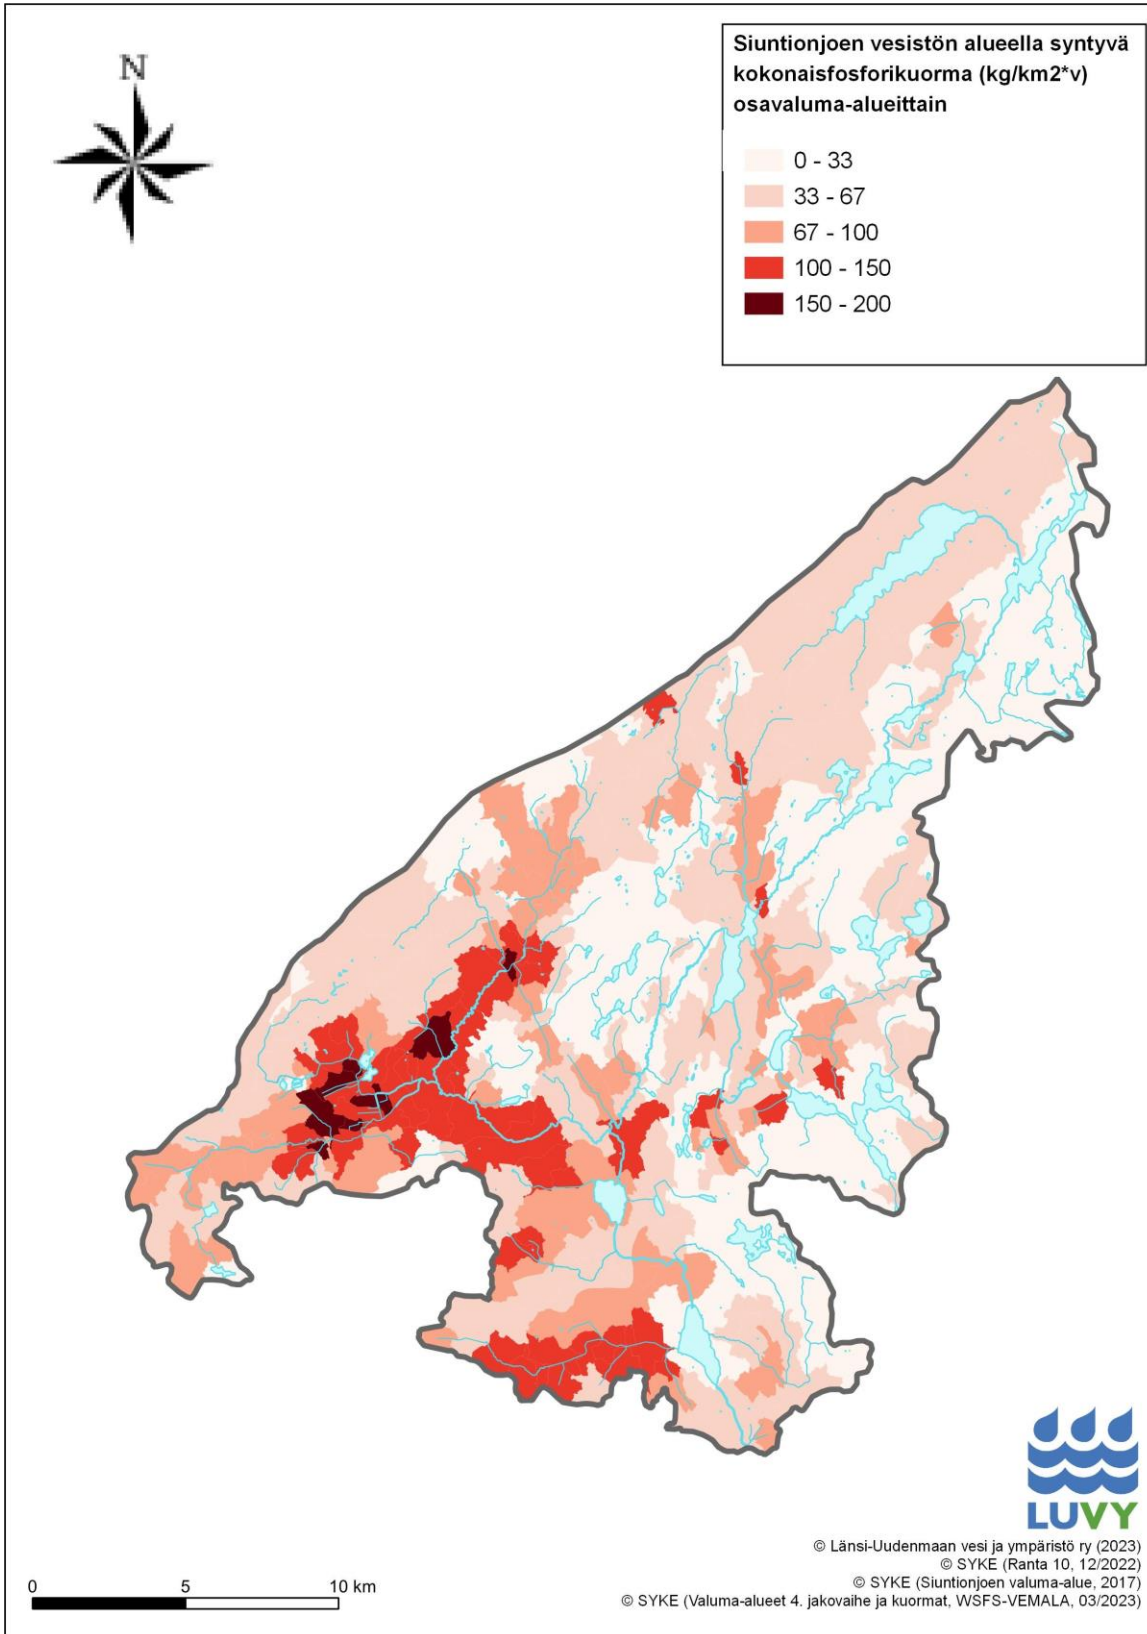 N
Siuntionjoen vesistön alueella syntyvä
kokonaisfosforikuorma (kg/km2*v)
osavaluma-alueittain
0 - 33
33 - 67
67 - 100
100 - 150
150 - 200
LUVY
© Länsi-Uudenmaan vesi ja ympäristö ry (2023)
© SYKE (Ranta 10, 12/2022)
© SYKE (Siuntionjoen valuma-alue, 2017)
© SYKE (Valuma-alueet 4. jakovaihe ja kuormat, WSFS-VEMALA, 03/2023)
0 5 10 km